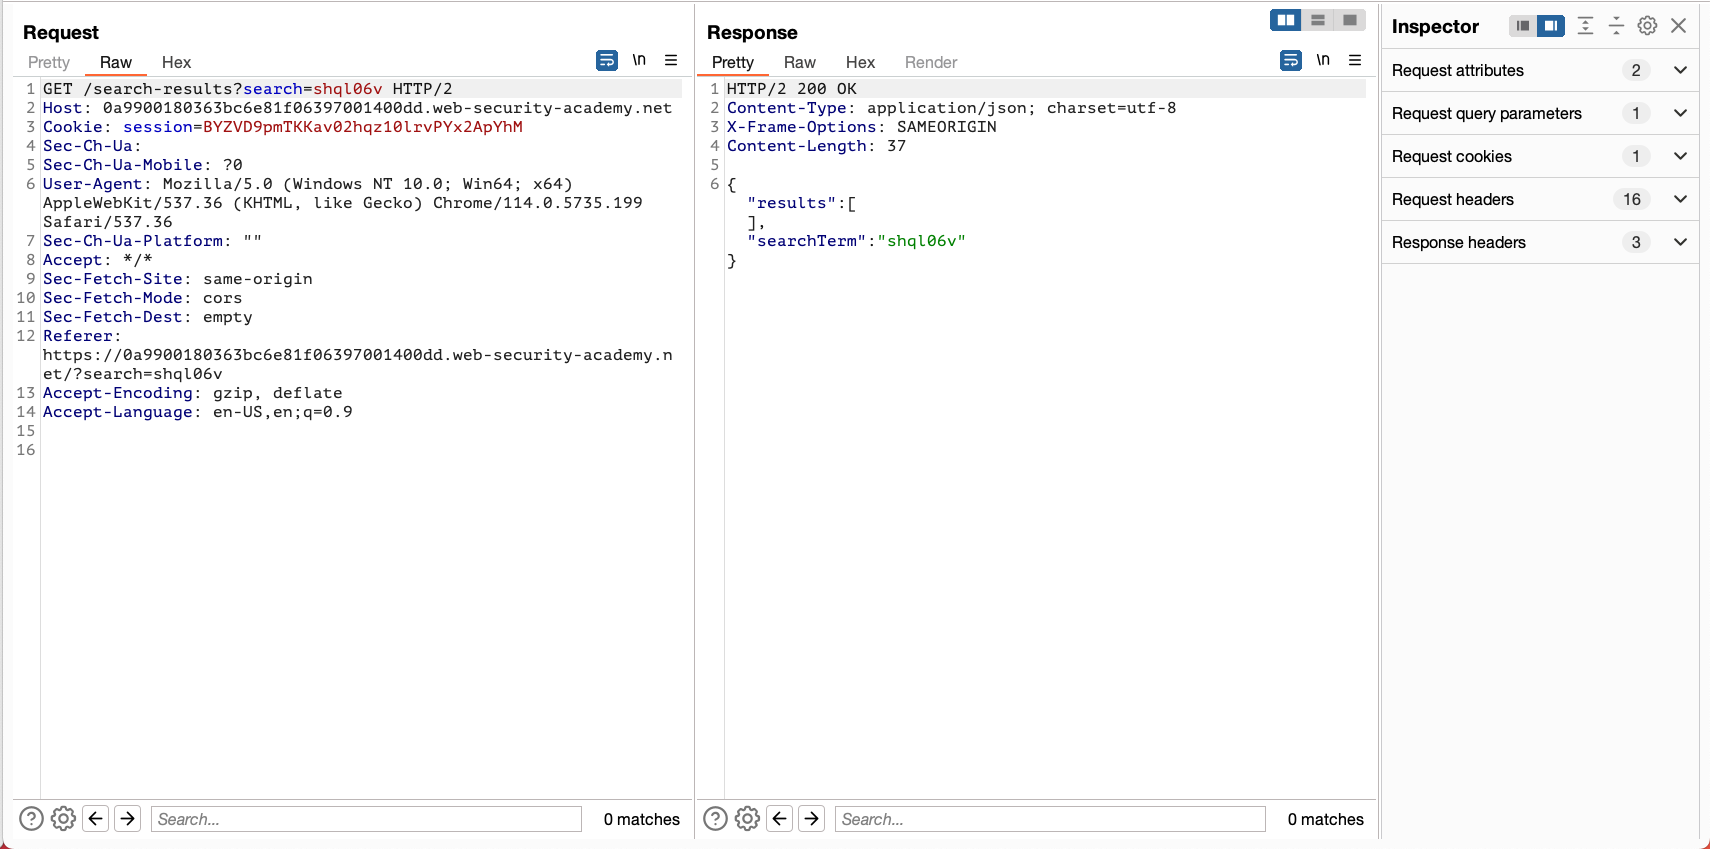 Request
Pretty Raw Hex \n
1 GET /search-results?search=shql06v HTTP/2
2 Host: 0a9900180363bc6e81f06397001400dd.web-security-academy.net
3 Cookie: session=BYZVD9pmTKKav02hqz10lrvPYx2ApYhM
4 Sec-Ch-Ua:
5 Sec-Ch-Ua-Mobile: ?0
6 User-Agent: Mozilla/5.0 (Windows NT 10.0; Win64; x64)
AppleWebKit/537.36 (KHTML, like Gecko) Chrome/114.0.5735.199
Safari/537.36
7 Sec-Ch-Ua-Platform: ""
8 Accept: */*
9 Sec-Fetch-Site: same-origin
10 Sec-Fetch-Mode: cors
11 Sec-Fetch-Dest: empty
12 Referer:
https://0a9900180363bc6e81f06397001400dd.web-security-academy.n
et/?search=shql06v
13 Accept-Encoding: gzip, deflate
14 Accept-Language: en-US,en;q=0.9
15
16
Search... 0 matches
Response
Pretty Raw Hex Render \n
1 HTTP/2 200 OK
2 Content-Type: application/json; charset=utf-8
3 X-Frame-Options: SAMEORIGIN
4 Content-Length: 37
5
6 {
"results":[
],
"searchTerm":"shql06v"
}
Search... 0 matches
Inspector
Request attributes 2
Request query parameters 1
Request cookies 1
Request headers 16
Response headers 3